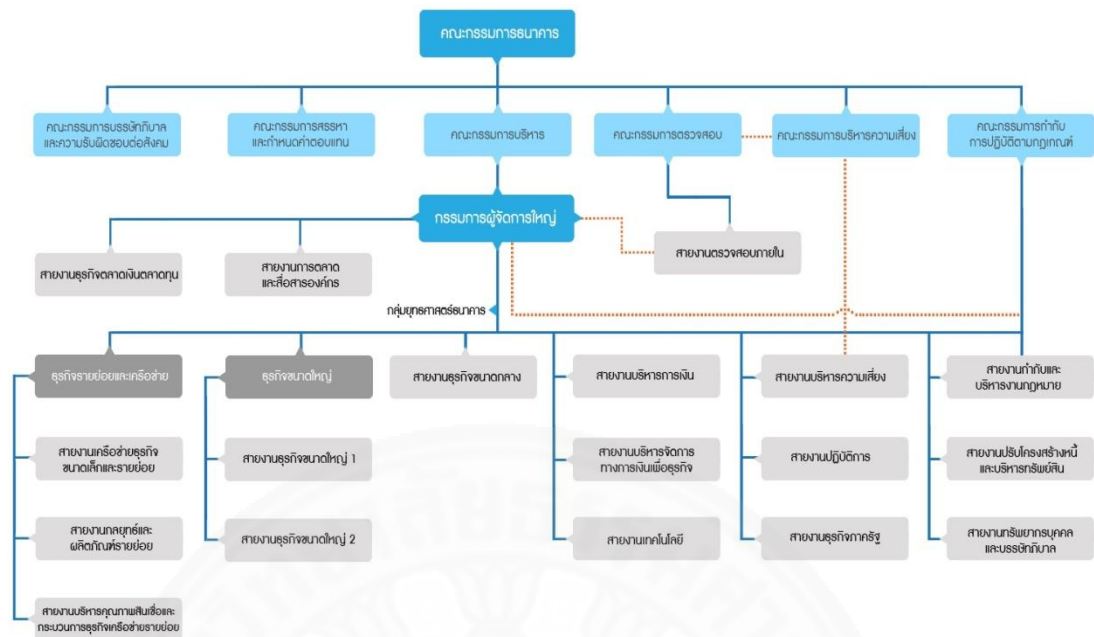 คณะกรรมการธนาคาร
คณะกรรมการบรรษัทภิบาล
และความรับผิดชอบต่อสังคม
คณะกรรมการสรรหา
และกำหนดค่าตอบแทน
คณะกรรมการบริหาร
คณะกรรมการตรวจสอบ
คณะกรรมการบริหารความเสี่ยง
คณะกรรมการกำกับ
การปฏิบัติตามกฎเกณฑ์
กรรมการผู้จัดการใหญ่
สายงานธุรกิจตลาดเงินตลาดทุน
สายงานการตลาด
และสื่อสารองค์กร
สายงานตรวจสอบภายใน
กลุ่มยุทธศาสตร์ธนาคาร
ธุรกิจรายย่อยและเครือข่าย
ธุรกิจขนาดใหญ่
สายงานธุรกิจขนาดกลาง
สายงานบริหารการเงิน
สายงานบริหารความเสี่ยง
สายงานกำกับและ
บริหารงานกฎหมาย
สายงานเครือข่ายธุรกิจ
ขนาดเล็กและรายย่อย
สายงานธุรกิจขนาดใหญ่ 1
สายงานบริหารจัดการ
ทางการเงินเพื่อธุรกิจ
สายงานปฏิบัติการ
สายงานปรับโครงสร้างหนี้
และบริหารทรัพย์สิน
สายงานกลยุทธ์และ
ผลิตภัณฑ์รายย่อย
สายงานธุรกิจขนาดใหญ่ 2
สายงานเทคโนโลยี
สายงานธุรกิจภาครัฐ
สายงานทรัพยากรบุคคล
และบรรษัทภิบาล
สายงานบริหารคุณภาพสินเชื่อและ
กระบวนการธุรกิจเครือข่ายรายย่อย